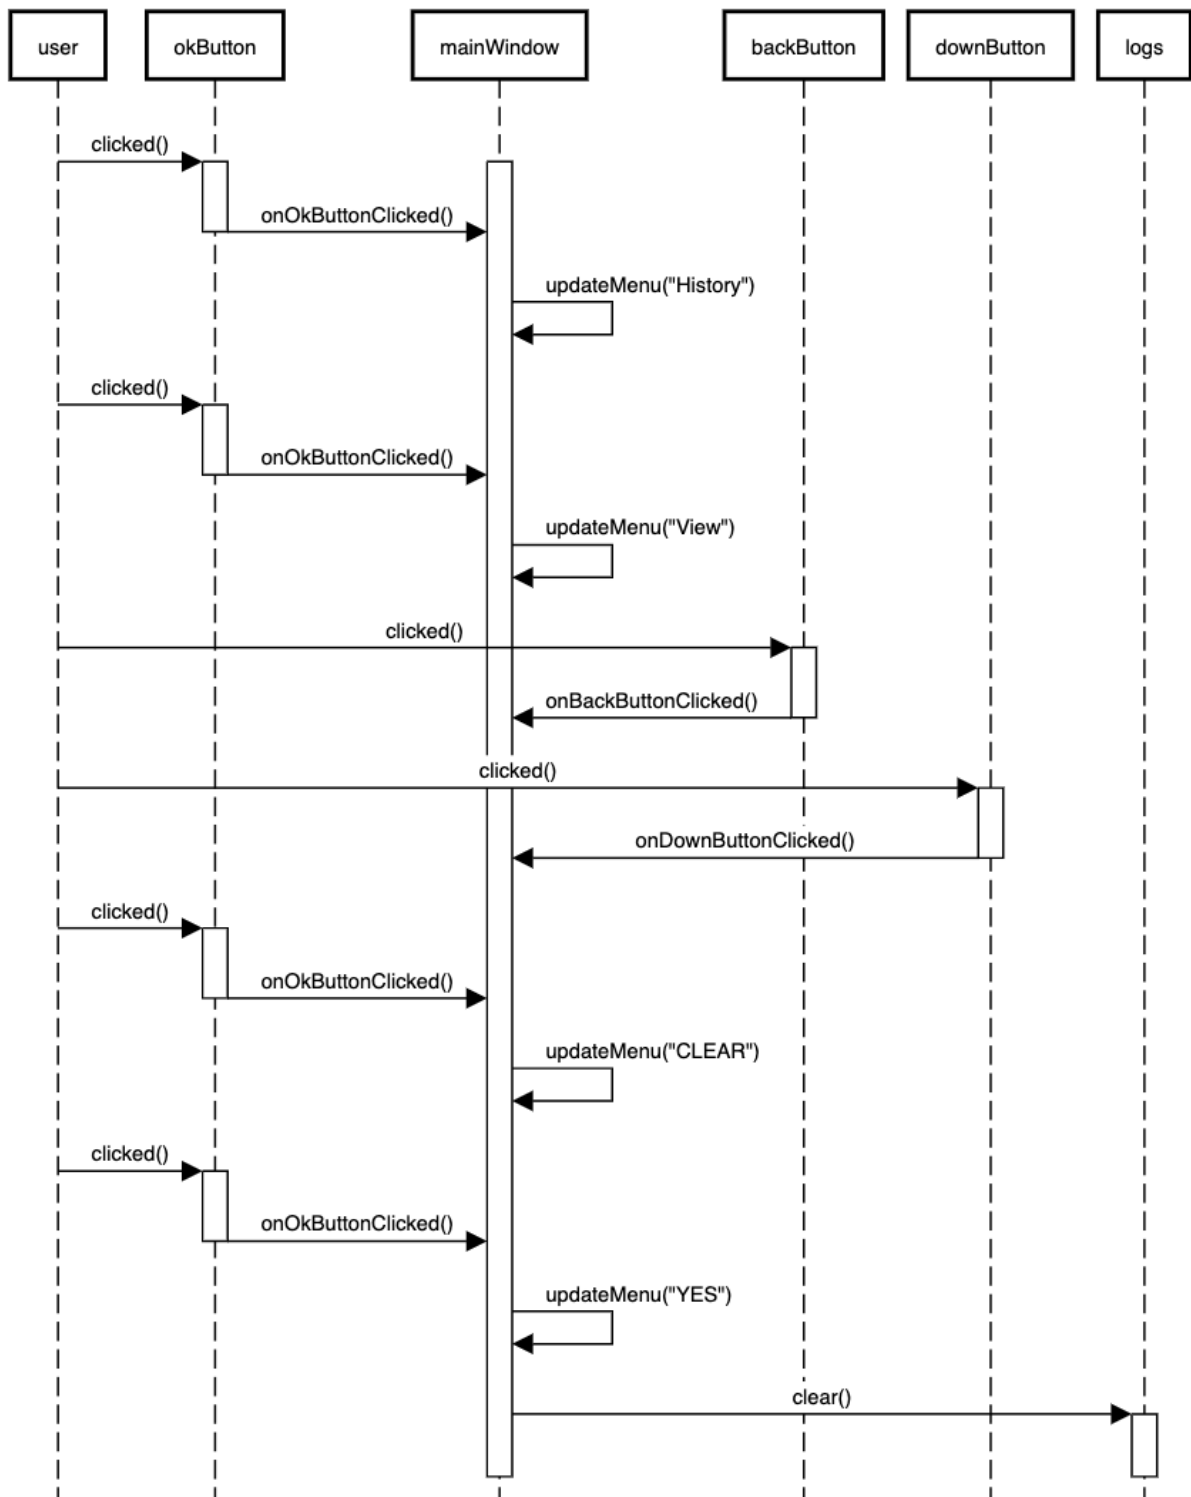 user
okButton
mainWindow
backButton
downButton
logs
clicked()
onOkButtonClicked()
updateMenu("History")
clicked()
onOkButtonClicked()
updateMenu("View")
clicked()
onBackButtonClicked()
clicked()
onDownButtonClicked()
clicked()
onOkButtonClicked()
updateMenu("CLEAR")
clicked()
onOkButtonClicked()
updateMenu("YES")
clear()